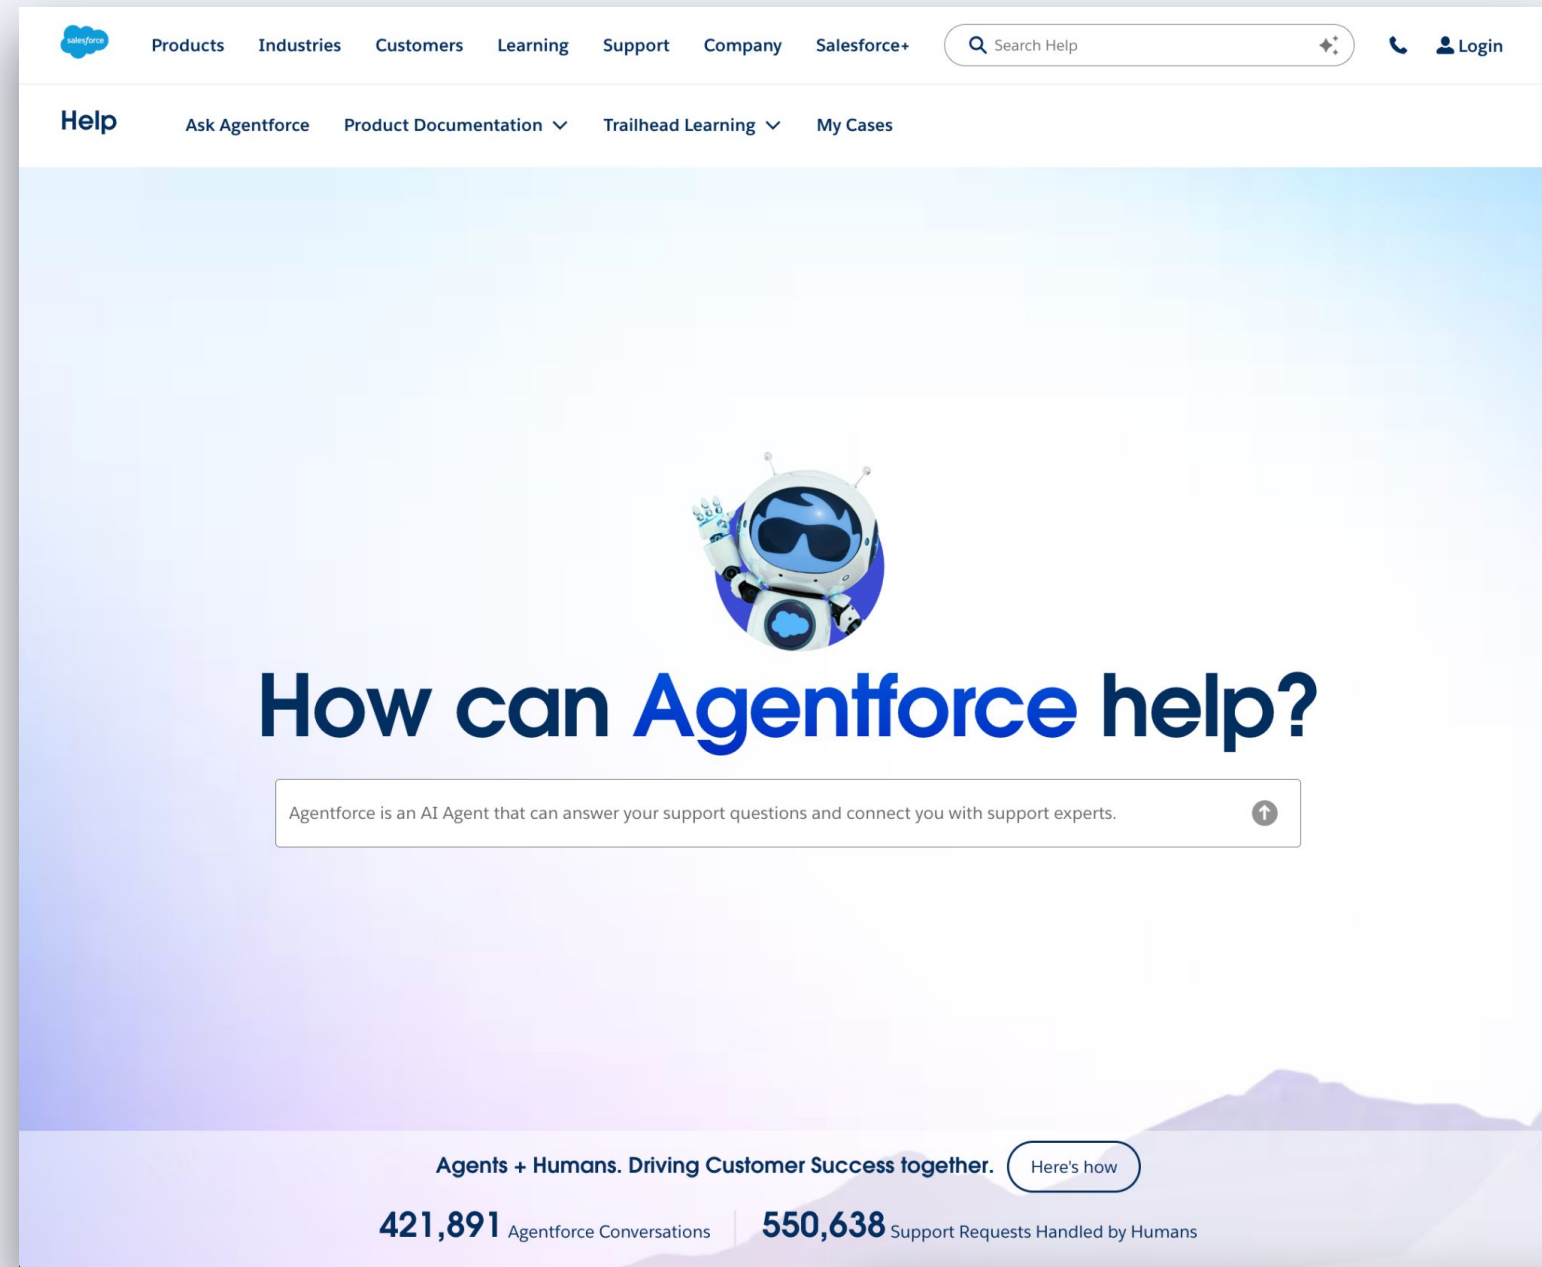 salesforce Products Industries Customers Learning Support Company Salesforce+ Search Help Login
Help Ask Agentforce Product Documentation Trailhead Learning My Cases
How can Agentforce help?
Agentforce is an AI Agent that can answer your support questions and connect you with support experts.
Agents + Humans. Driving Customer Success together. Here's how
421,891 Agentforce Conversations 550,638 Support Requests Handled by Humans